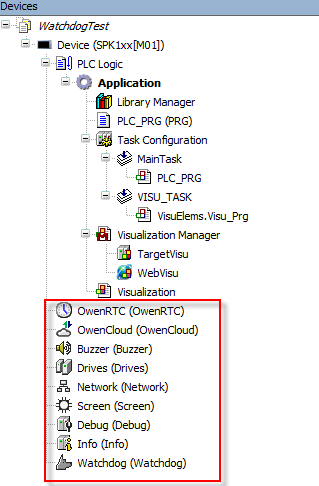 Devices
WatchdogTest
Device (SPK1xx[M01])
PLC Logic
Application
Library Manager
PLC_PRG (PRG)
Task Configuration
MainTask
PLC_PRG
VISU_TASK
VisuElems.Visu_Prg
Visualization Manager
TargetVisu
WebVisu
Visualization
OwenRTC (OwenRTC)
OwenCloud (OwenCloud)
Buzzer (Buzzer)
Drives (Drives)
Network (Network)
Screen (Screen)
Debug (Debug)
Info (Info)
Watchdog (Watchdog)